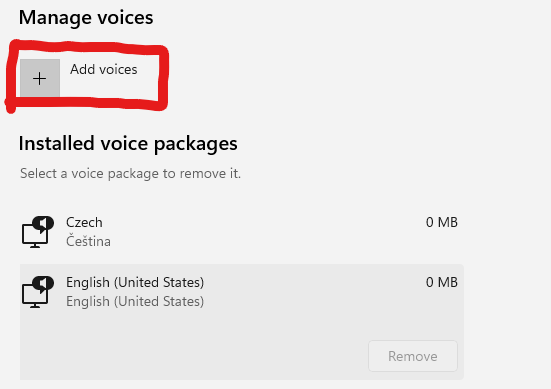 Manage voices
Add voices
Installed voice packages
Select a voice package to remove it.
Czech 0 MB
Čeština
English (United States) 0 MB
English (United States)
Remove